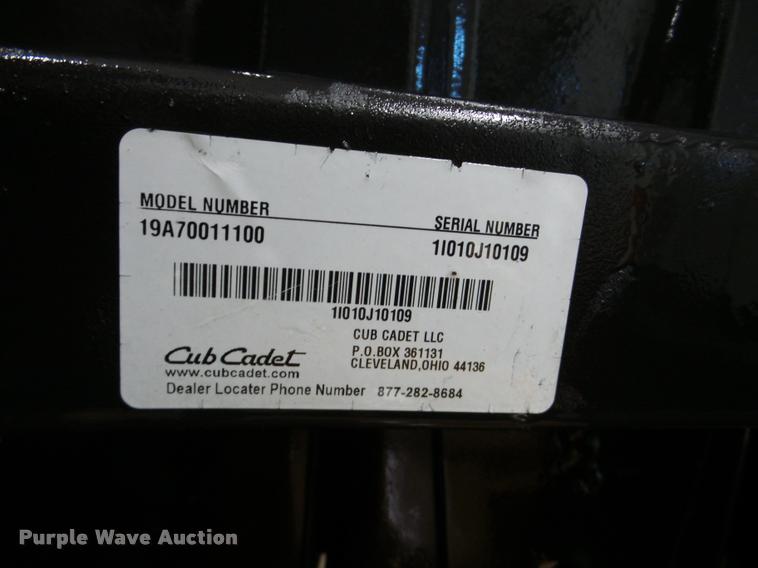 MODEL NUMBER
19A70011100
SERIAL NUMBER
1I010J10109
1I010J10109
CUB CADET LLC
P.O.BOX 361131
CLEVELAND,OHIO 44136
Cub Cadet
www.cubcadet.com
Dealer Locater Phone Number 877-282-8684
Purple Wave Auction